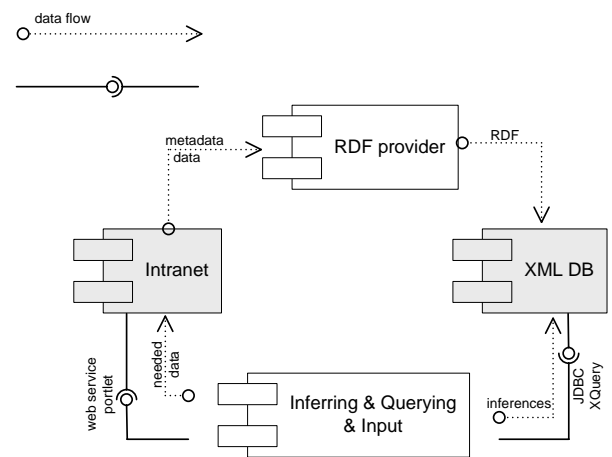 data flow
metadata
data
RDF provider
RDF
Intranet
XML DB
web service
portlet
needed
data
Inferring & Querying
& Input
inferences
JDBC
XQuery